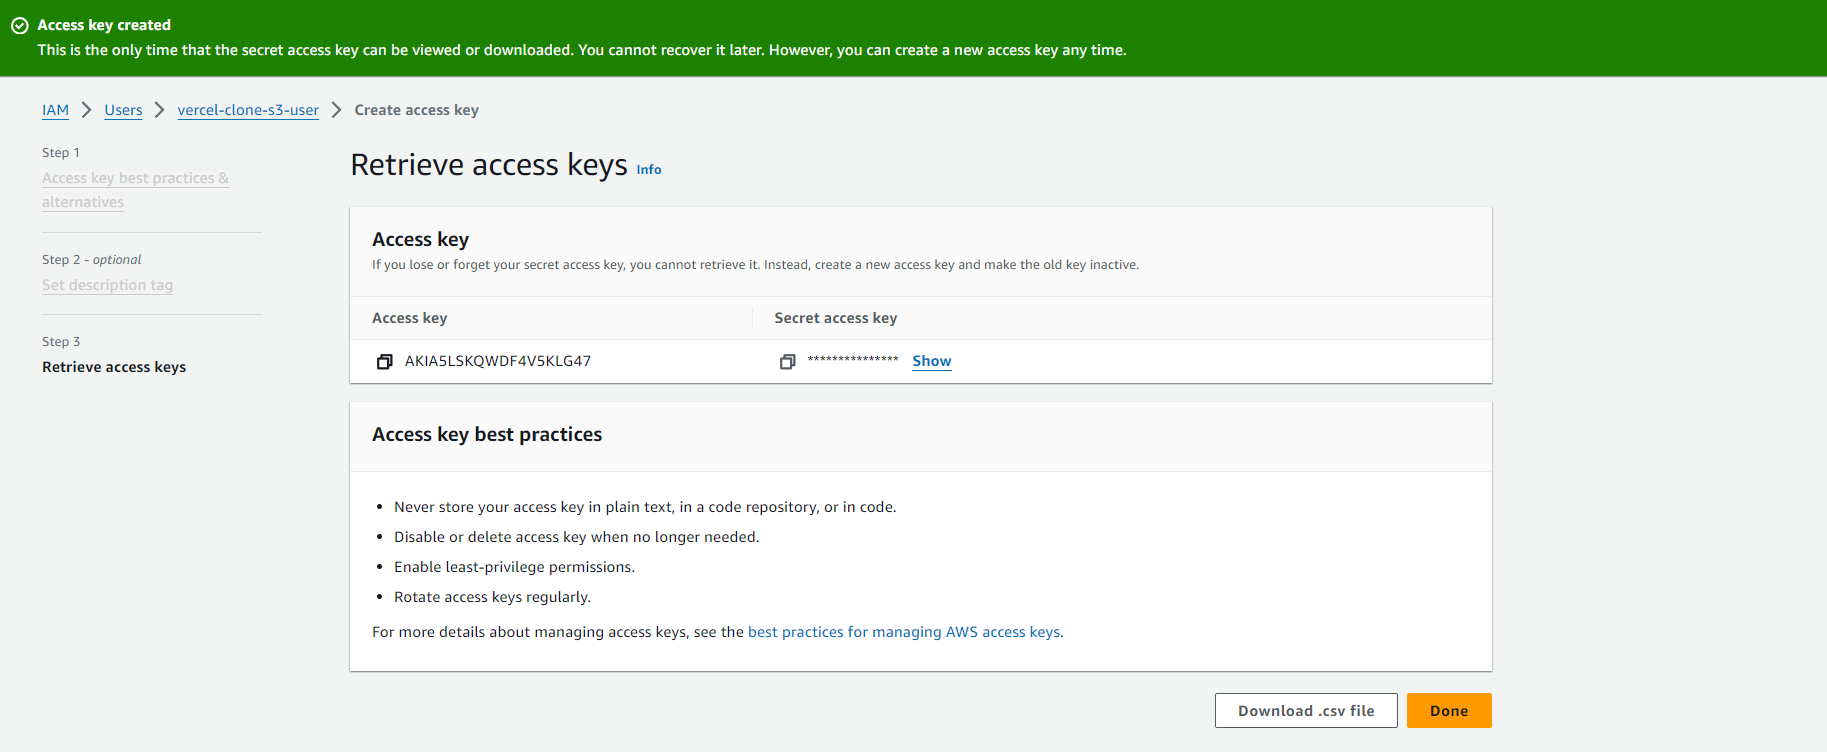 Access key created
This is the only time that the secret access key can be viewed or downloaded. You cannot recover it later. However, you can create a new access key any time.
IAM > Users > vercel-clone-s3-user > Create access key
Step 1
Access key best practices &
alternatives
Step 2 - optional
Set description tag
Step 3
Retrieve access keys
Retrieve access keys Info
Access key
If you lose or forget your secret access key, you cannot retrieve it. Instead, create a new access key and make the old key inactive.
Access key Secret access key
AKIA5LSKQWDF4V5KLG47 *************** Show
Access key best practices
• Never store your access key in plain text, in a code repository, or in code.
• Disable or delete access key when no longer needed.
• Enable least-privilege permissions.
• Rotate access keys regularly.
For more details about managing access keys, see the best practices for managing AWS access keys.
Download .csv file Done